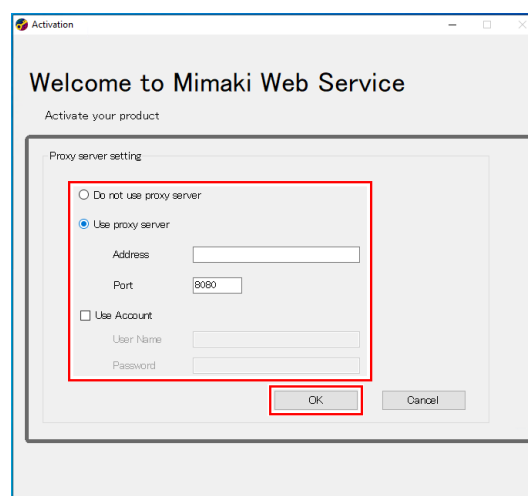 Activation
Welcome to Mimaki Web Service
Activate your product
Proxy server setting
Do not use proxy server
Use proxy server
Address
Port 8080
Use Account
User Name
Password
OK Cancel